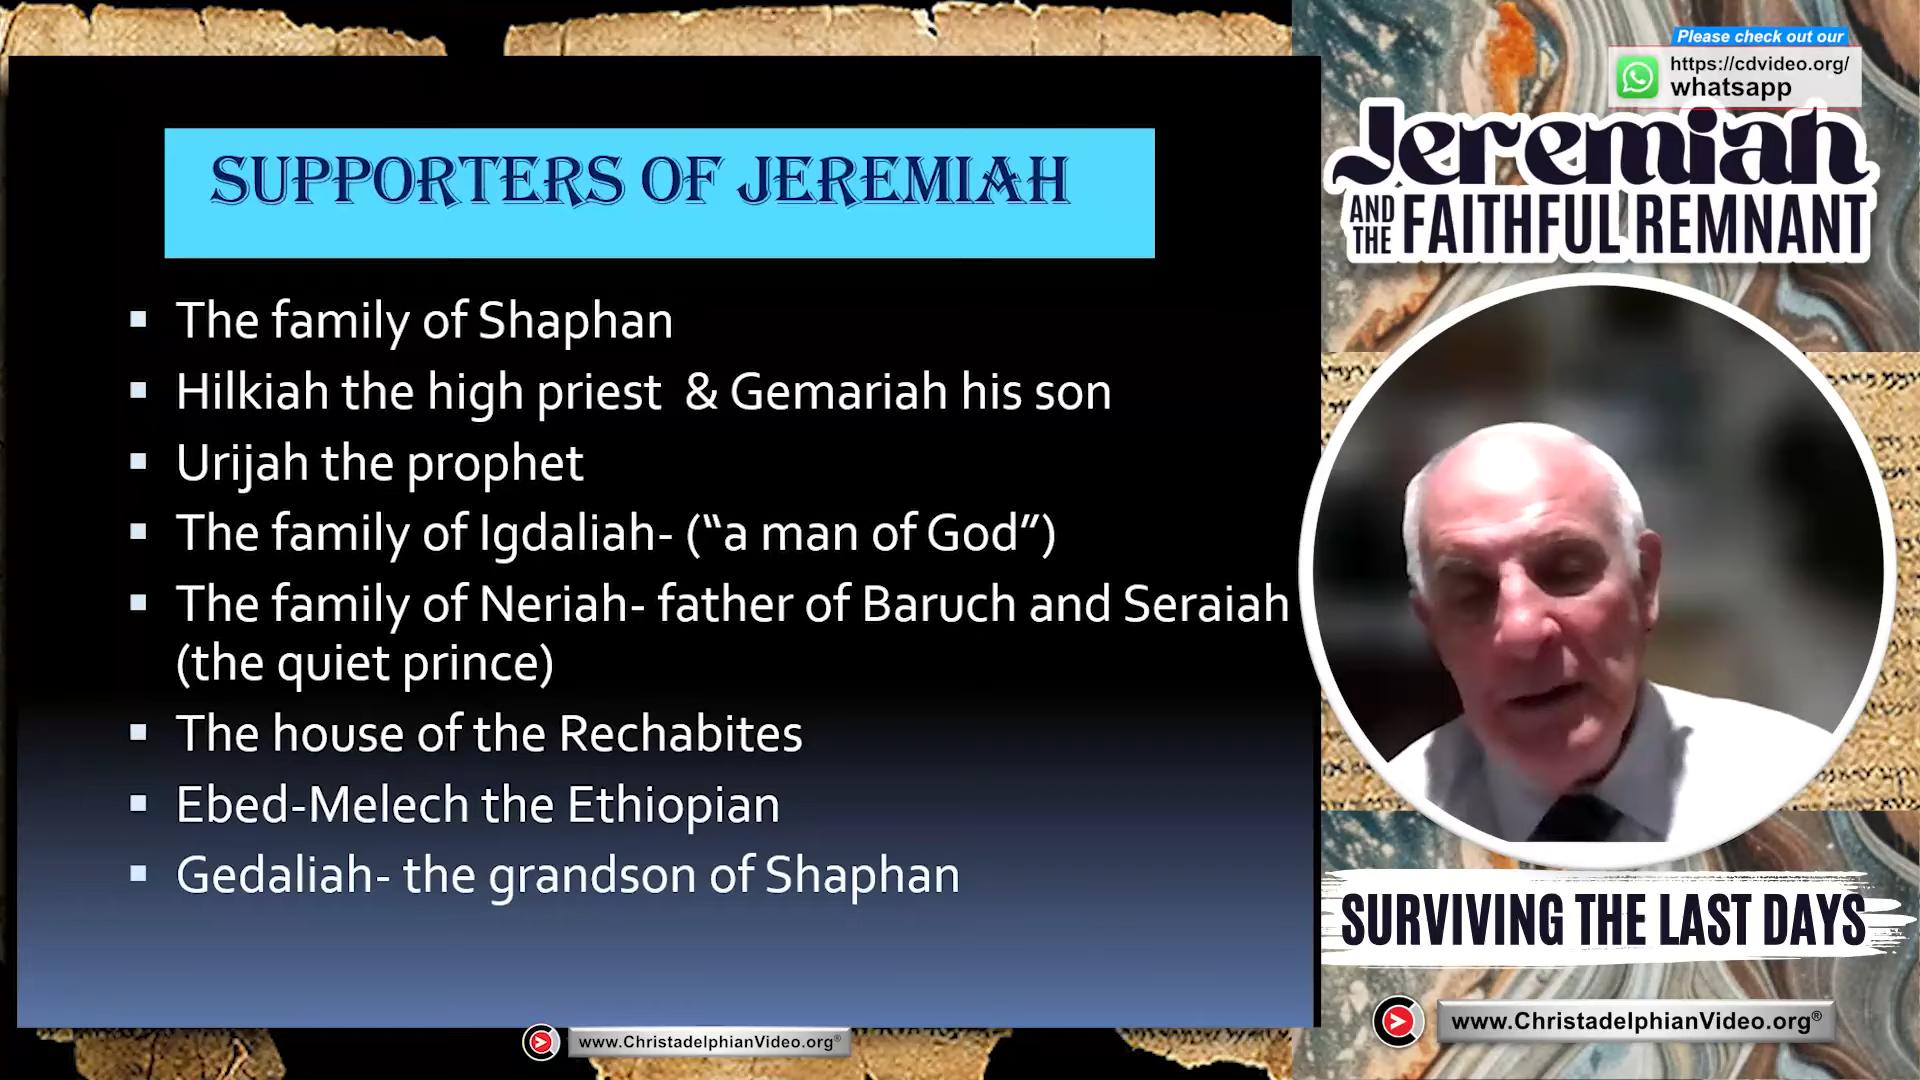 SUPPORTERS OF JEREMIAH
▪ The family of Shaphan
▪ Hilkiah the high priest & Gemariah his son
▪ Urijah the prophet
▪ The family of Igdaliah- (“a man of God”)
▪ The family of Neriah- father of Baruch and Seraiah
(the quiet prince)
▪ The house of the Rechabites
▪ Ebed-Melech the Ethiopian
▪ Gedaliah- the grandson of Shaphan
www.ChristadelphianVideo.org®
Please check out our
https://cdvideo.org/
whatsapp
Jeremiah
AND THE FAITHFUL REMNANT
SURVIVING THE LAST DAYS
www.ChristadelphianVideo.org®